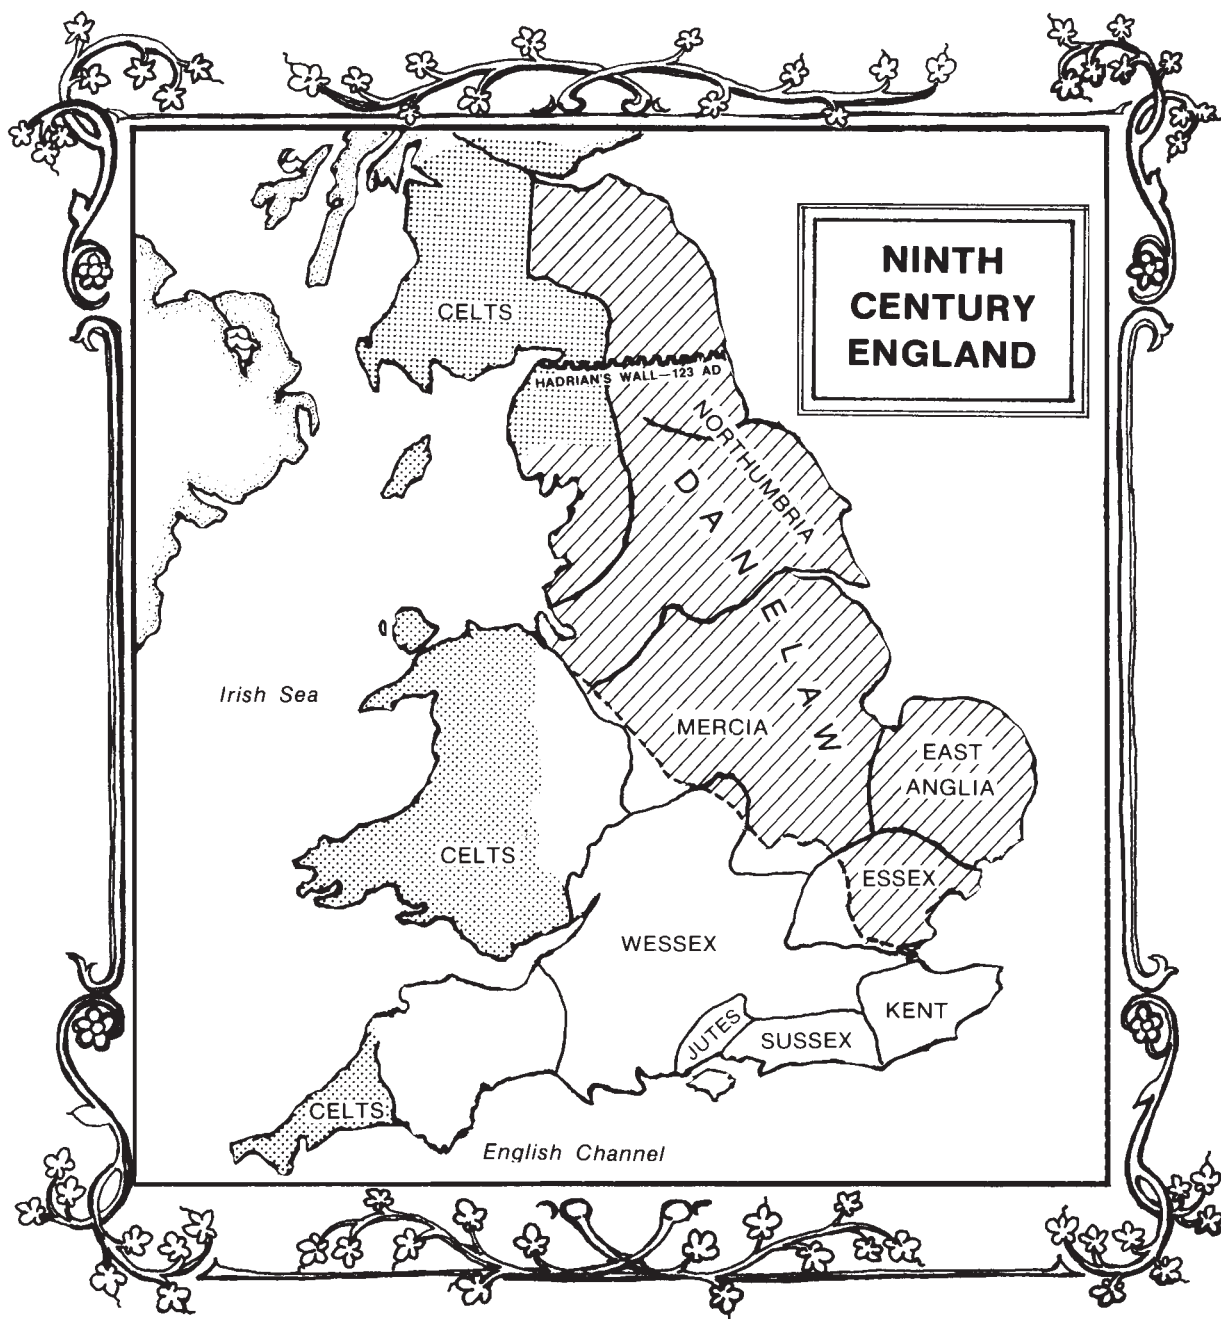 NINTH
CENTURY
ENGLAND
CELTS
HADRIAN'S WALL—123 AD
NORTHUMBRIA
DANELAW
Irish Sea
MERCIA
EAST
ANGLIA
CELTS
ESSEX
WESSEX
KENT
JUTES
SUSSEX
CELTS
English Channel